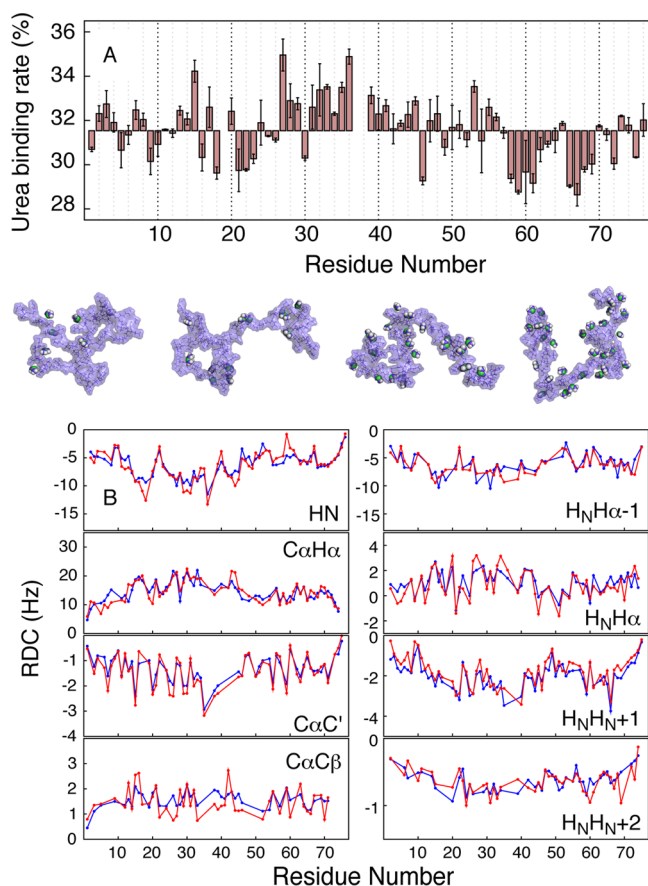 A
Urea binding rate (%)
36
34
32
30
28
10 20 30 40 50 60 70
Residue Number
B
RDC (Hz)
0
-5
-10
-15
HN
0
-5
-10
-15
HNHα-1
CαHα
20
10
0
4
2
0
-2
HNHα
-1
-2
-3
-4
CαC'
0
-2
-4
HNHN+1
CαCβ
3
2
1
0
0
-1
HNHN+2
10 20 30 40 50 60 70
10 20 30 40 50 60 70
Residue Number